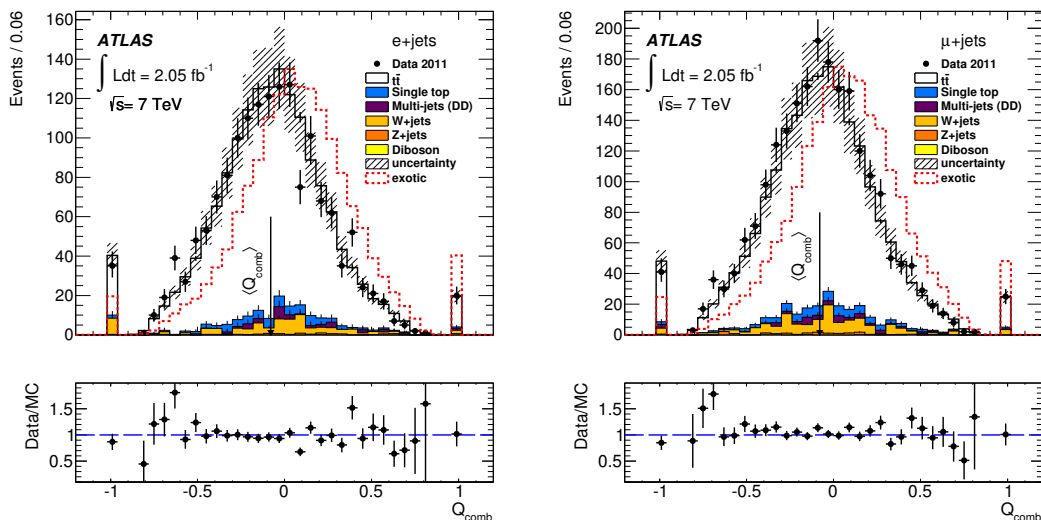 Events / 0.06
160
140
120
100
80
60
40
20
0
ATLAS
∫ Ldt = 2.05 fb⁻¹
√s= 7 TeV
e+jets
Data 2011
tt̄
Single top
Multi-jets (DD)
W+jets
Z+jets
Diboson
uncertainty
exotic
⟨Q_comb⟩
Data/MC
1.5
1
0.5
-1 -0.5 0 0.5 1
Q_comb
Events / 0.06
200
180
160
140
120
100
80
60
40
20
0
ATLAS
∫ Ldt = 2.05 fb⁻¹
√s= 7 TeV
μ+jets
Data 2011
tt̄
Single top
Multi-jets (DD)
W+jets
Z+jets
Diboson
uncertainty
exotic
⟨Q_comb⟩
Data/MC
1.5
1
0.5
-1 -0.5 0 0.5 1
Q_comb